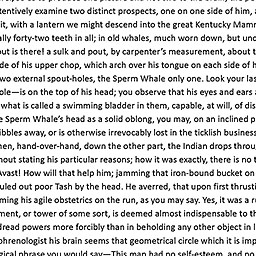 tentively examine two distinct prospects, one on one side of him, a
it, with a lantern we might descend into the great Kentucky Mamm
ally forty-two teeth in all; in old whales, much worn down, but unde
out is there! a sulk and pout, by carpenter's measurement, about t
de of his upper chop, which arch over his tongue on each side of h
wo external spout-holes, the Sperm Whale only one. Look your las
ole—is on the top of his head; you observe that his eyes and ears a
what is called a swimming bladder in them, capable, at will, of dis
e Sperm Whale's head as a solid oblong, you may, on an inclined p
ibbles away, or is otherwise irrevocably lost in the ticklish business
hen, hand-over-hand, down the other part, the Indian drops throu
hout stating his particular reasons; how it was exactly, there is no t
Avast! How will that help him; jamming that iron-bound bucket on
uled out poor Tash by the head. He averred, that upon first thrusti
ming his agile obstetrics on the run, as you may say. Yes, it was a r
ment, or tower of some sort, is deemed almost indispensable to th
dread powers more forcibly than in beholding any other object in l
phrenologist his brain seems that geometrical circle which it is imp
gical phrase you would say—This man had no self-esteem, and no